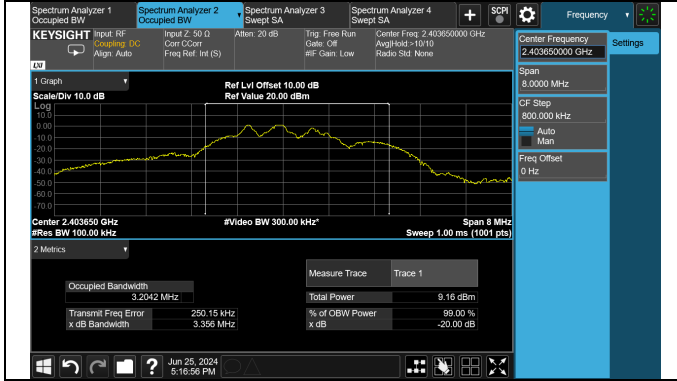 Spectrum Analyzer 1
Occupied BW
Spectrum Analyzer 2
Occupied BW
Spectrum Analyzer 3
Swept SA
Spectrum Analyzer 4
Swept SA
SCPI
Frequency
KEYSIGHT
LXI
Input: RF
Coupling: DC
Align: Auto
Input Z: 50 Ω
Corr CCorr
Freq Ref: Int (S)
Atten: 20 dB
Trig: Free Run
Gate: Off
#IF Gain: Low
Center Freq: 2.403650000 GHz
Avg|Hold:>10/10
Radio Std: None
Center Frequency
2.403650000 GHz
Settings
Span
8.0000 MHz
CF Step
800.000 kHz
Auto
Man
Freq Offset
0 Hz
1 Graph
Scale/Div 10.0 dB
Ref Lvl Offset 10.00 dB
Ref Value 20.00 dBm
Log
10.0
0.00
-10.0
-20.0
-30.0
-40.0
-50.0
-60.0
-70.0
Center 2.403650 GHz
#Res BW 100.00 kHz
#Video BW 300.00 kHz*
Span 8 MHz
Sweep 1.00 ms (1001 pts)
2 Metrics
Measure Trace
Trace 1
Occupied Bandwidth
3.2042 MHz
Total Power
9.16 dBm
Transmit Freq Error
250.15 kHz
% of OBW Power
99.00 %
x dB Bandwidth
3.356 MHz
x dB
-20.00 dB
?
Jun 25, 2024
5:16:56 PM